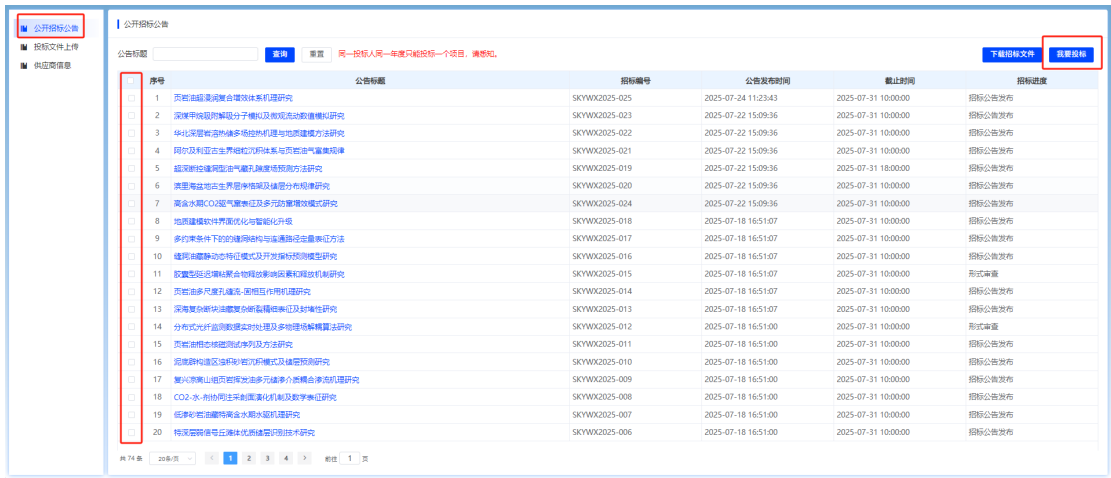 公开招标公告
投标文件上传
供应商信息
公开招标公告
公告标题 查询 重置 同一投标人同一年度只能投标一个项目，请悉知。 下载招标文件 我要投标
序号 公告标题 招标编号 公告发布时间 截止时间 招标进度
1 页岩油超浸润复合增效体系机理研究 SKYWX2025-025 2025-07-24 11:23:43 2025-07-31 10:00:00 招标公告发布
2 深煤甲烷吸附解吸分子模拟及微观流动数值模拟研究 SKYWX2025-023 2025-07-22 15:09:36 2025-07-31 10:00:00 招标公告发布
3 华北深层岩溶热储多场控热机理与地质建模方法研究 SKYWX2025-022 2025-07-22 15:09:36 2025-07-31 10:00:00 招标公告发布
4 阿尔及利亚古生界细粒沉积体系与页岩油气富集规律 SKYWX2025-021 2025-07-22 15:09:36 2025-07-31 10:00:00 招标公告发布
5 超深断控缝洞型油气藏孔隙度场预测方法研究 SKYWX2025-019 2025-07-22 15:09:36 2025-07-31 18:00:00 招标公告发布
6 滨里海盆地古生界层序格架及储层分布规律研究 SKYWX2025-020 2025-07-22 15:09:36 2025-07-31 10:00:00 招标公告发布
7 高含水期CO2驱气窜表征及多元防窜增效模式研究 SKYWX2025-024 2025-07-22 15:09:36 2025-07-31 10:00:00 招标公告发布
8 地质建模软件界面优化与智能化升级 SKYWX2025-018 2025-07-18 16:51:07 2025-07-31 10:00:00 招标公告发布
9 多约束条件下的的缝洞结构与连通路径定量表征方法 SKYWX2025-017 2025-07-18 16:51:07 2025-07-31 10:00:00 招标公告发布
10 缝洞油藏静动态特征模式及开发指标预测模型研究 SKYWX2025-016 2025-07-18 16:51:07 2025-07-31 10:00:00 招标公告发布
11 胶囊型延迟增粘聚合物释放影响因素和释放机制研究 SKYWX2025-015 2025-07-18 16:51:07 2025-07-31 10:00:00 形式审查
12 页岩油多尺度孔缝流-固相互作用机理研究 SKYWX2025-014 2025-07-18 16:51:07 2025-07-31 10:00:00 招标公告发布
13 深海复杂断块油藏复杂断裂精细表征及封堵性研究 SKYWX2025-013 2025-07-18 16:51:07 2025-07-31 10:00:00 招标公告发布
14 分布式光纤监测数据实时处理及多物理场解耦算法研究 SKYWX2025-012 2025-07-18 16:51:00 2025-07-31 10:00:00 形式审查
15 页岩油相态核磁测试序列及方法研究 SKYWX2025-011 2025-07-18 16:51:00 2025-07-31 10:00:00 招标公告发布
16 泥底辟构造区浊积砂岩沉积模式及储层预测研究 SKYWX2025-010 2025-07-18 16:51:00 2025-07-31 10:00:00 招标公告发布
17 复兴凉高山组页岩挥发油多元储渗介质耦合渗流机理研究 SKYWX2025-009 2025-07-18 16:51:00 2025-07-31 10:00:00 招标公告发布
18 CO2-水-剂协同注采剖面演化机制及数学表征研究 SKYWX2025-008 2025-07-18 16:51:00 2025-07-31 10:00:00 招标公告发布
19 低渗砂岩油藏特高含水期水驱机理研究 SKYWX2025-007 2025-07-18 16:51:00 2025-07-31 10:00:00 招标公告发布
20 特深层弱信号丘滩体优质储层识别技术研究 SKYWX2025-006 2025-07-18 16:51:00 2025-07-31 10:00:00 招标公告发布
共 74 条 20条/页 1 2 3 4 前往 1 页